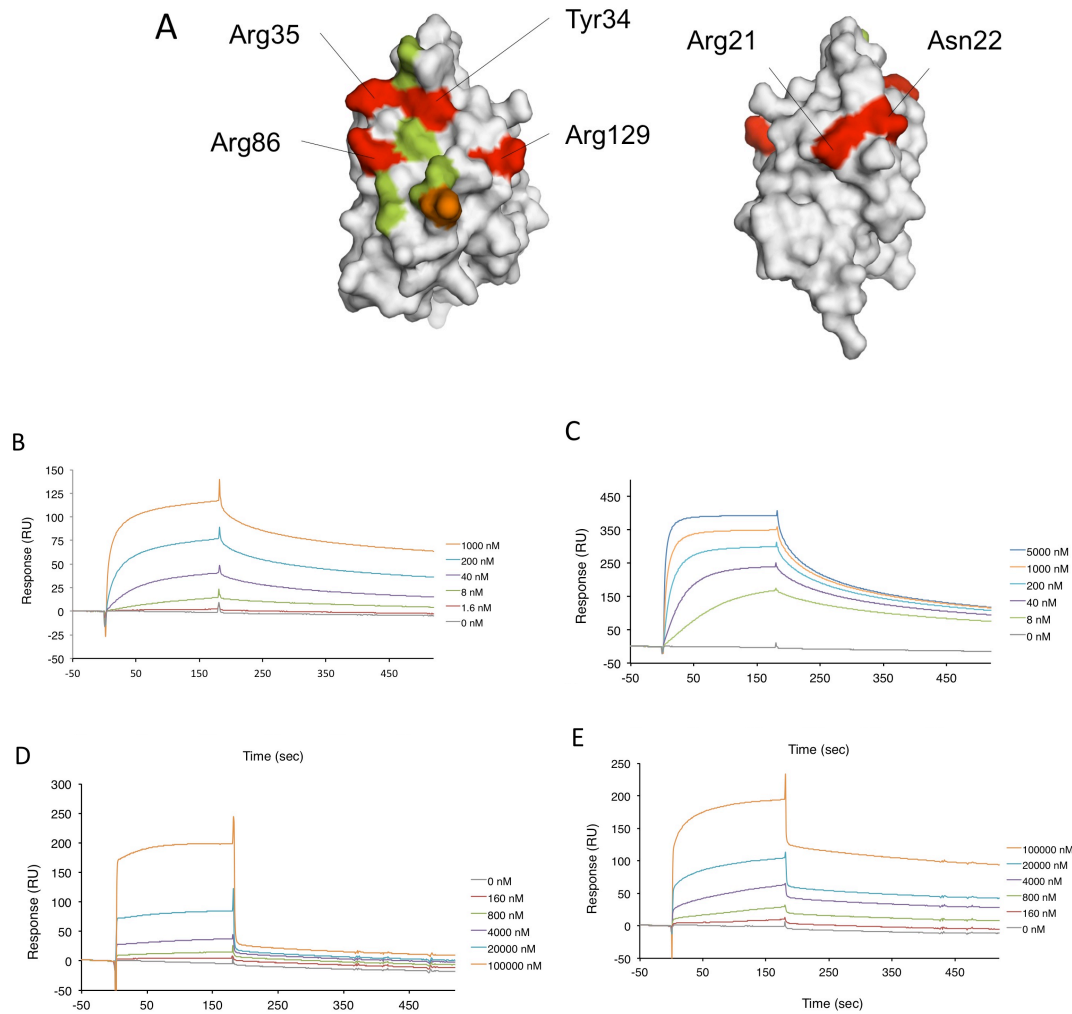 A
Arg35
Tyr34
Arg86
Arg129
Arg21
Asn22
B
150
125
100
75
50
25
0
-25
-50
-50
50
150
250
350
450
Response (RU)
1000 nM
200 nM
40 nM
8 nM
1.6 nM
0 nM
C
450
350
250
150
50
-50
-50
50
150
250
350
450
Response (RU)
5000 nM
1000 nM
200 nM
40 nM
8 nM
0 nM
D
Time (sec)
300
250
200
150
100
50
0
-50
-50
50
150
250
350
450
Response (RU)
0 nM
160 nM
800 nM
4000 nM
20000 nM
100000 nM
E
Time (sec)
250
200
150
100
50
0
-50
-50
50
150
250
350
450
Response (RU)
100000 nM
20000 nM
4000 nM
800 nM
160 nM
0 nM
Time (sec)